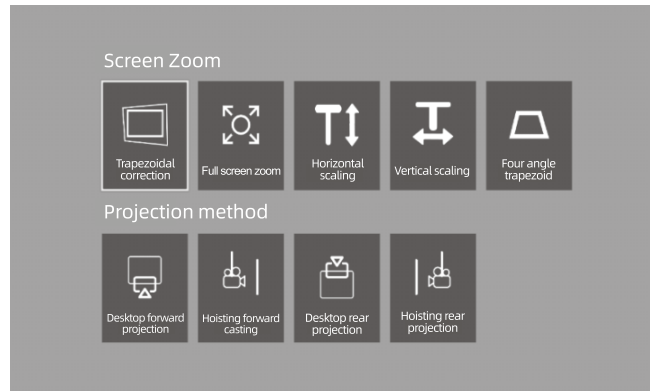 Screen Zoom
Trapezoidal
correction
Full screen zoom
Horizontal
scaling
Vertical scaling
Four angle
trapezoid
Projection method
Desktop forward
projection
Hoisting forward
casting
Desktop rear
projection
Hoisting rear
projection